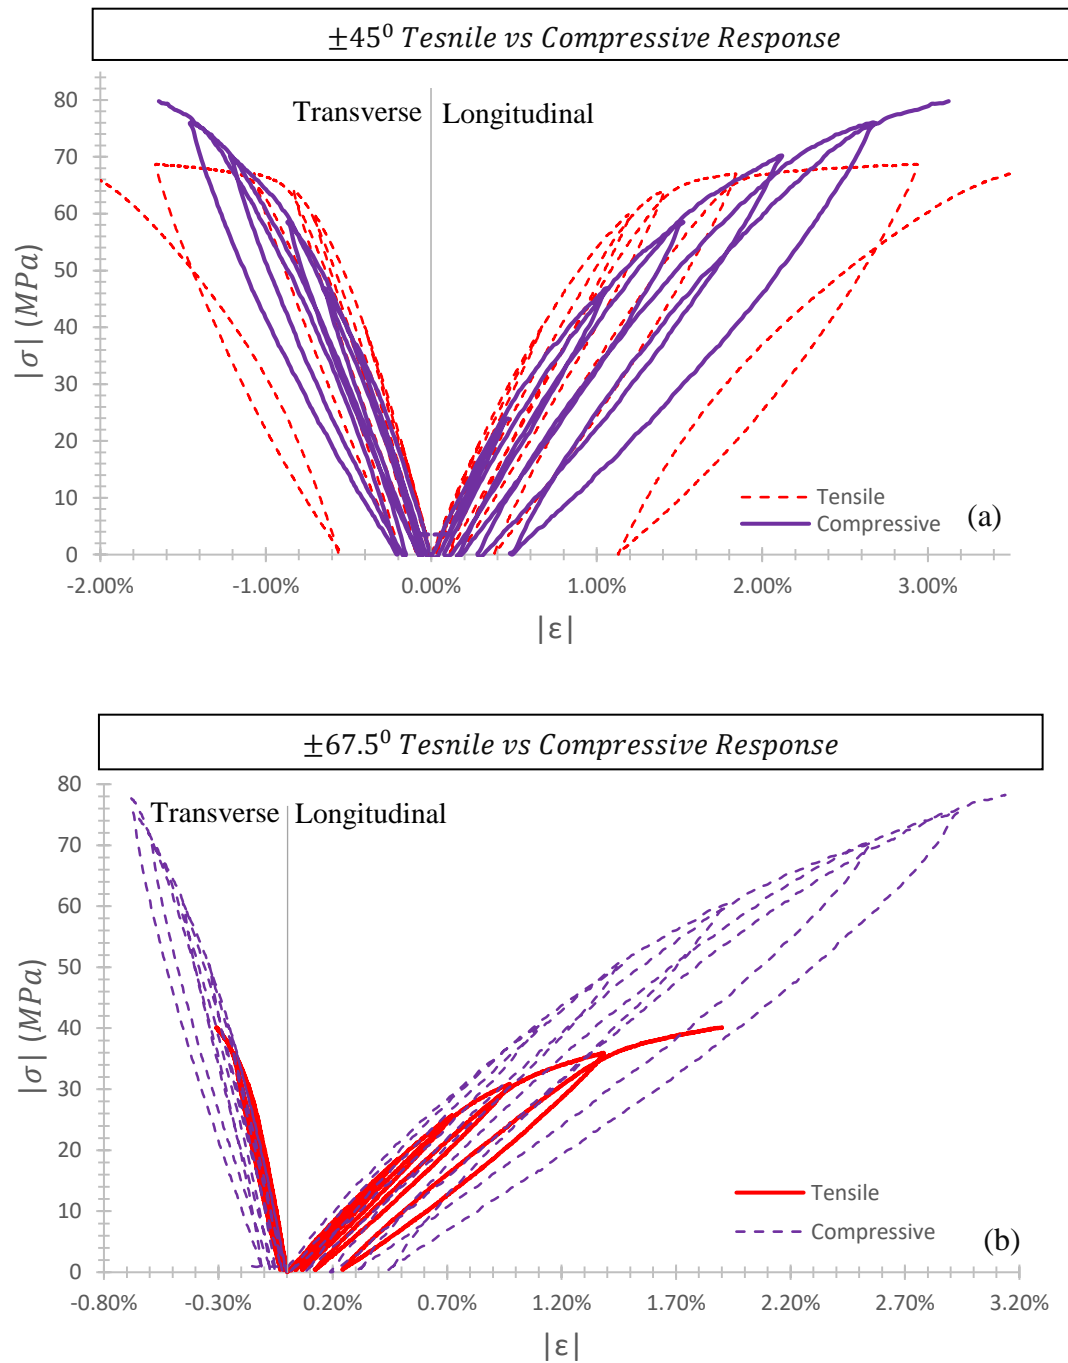 ±45⁰ Tesnile vs Compressive Response
Transverse Longitudinal
80
70
60
50
40
30
20
10
0
|σ| (MPa)
-2.00% -1.00% 0.00% 1.00% 2.00% 3.00%
|ε|
Tensile
Compressive
(a)
±67.5⁰ Tesnile vs Compressive Response
Transverse Longitudinal
80
70
60
50
40
30
20
10
0
|σ| (MPa)
-0.80% -0.30% 0.20% 0.70% 1.20% 1.70% 2.20% 2.70% 3.20%
|ε|
Tensile
Compressive
(b)